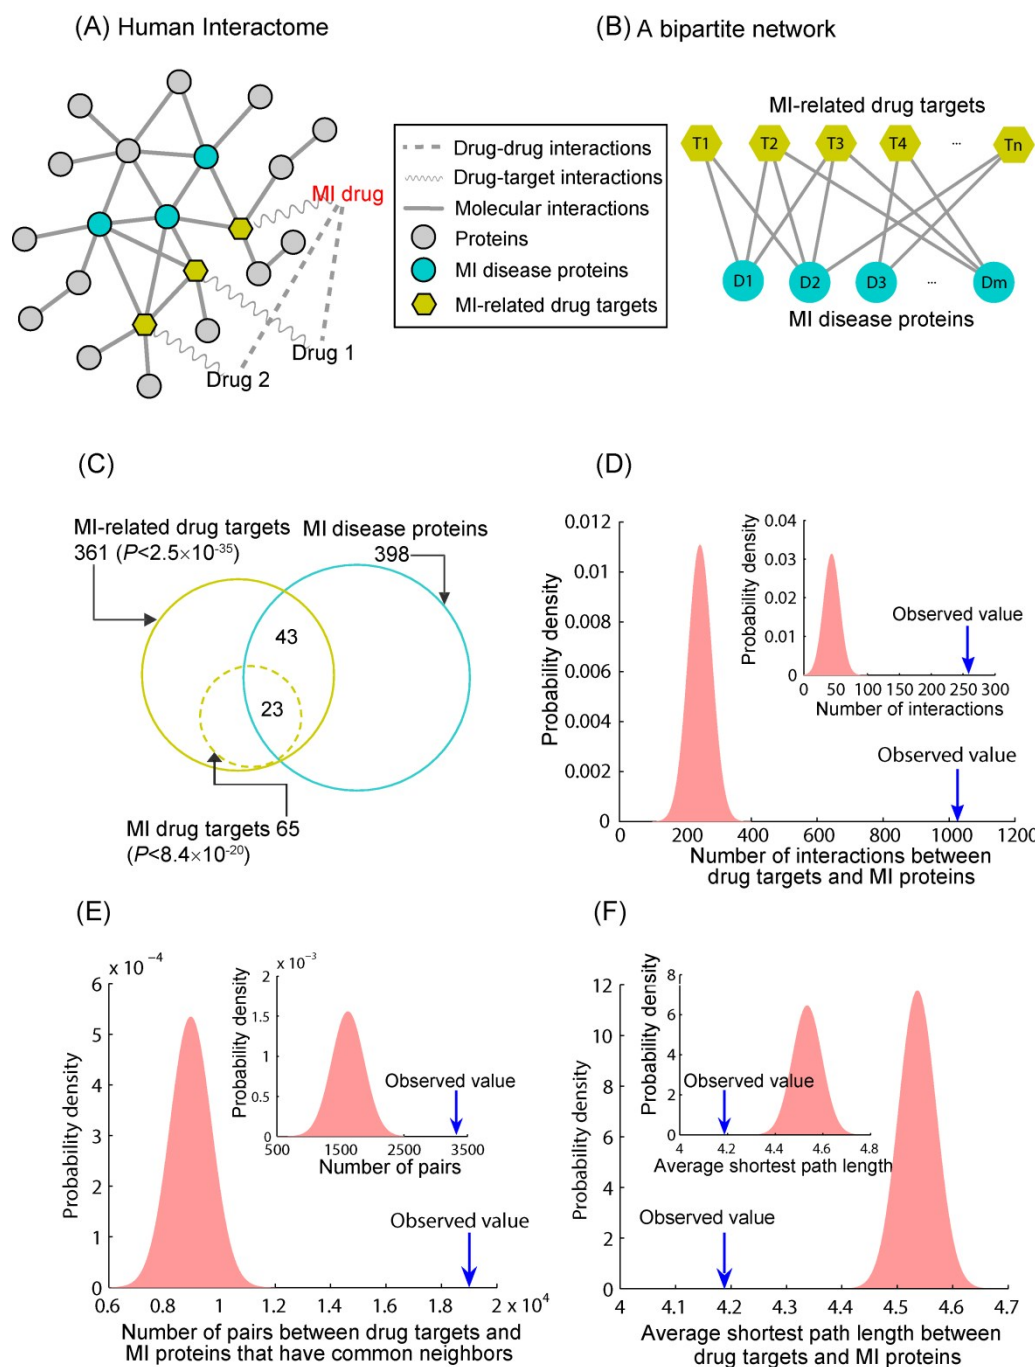 (A) Human Interactome
MI drug
Drug 1
Drug 2
Drug-drug interactions
Drug-target interactions
Molecular interactions
Proteins
MI disease proteins
MI-related drug targets
(B) A bipartite network
MI-related drug targets
T1 T2 T3 T4 ... Tn
D1 D2 D3 ... Dm
MI disease proteins
(C)
MI-related drug targets
361 (P<2.5×10-35)
MI disease proteins
398
43
23
MI drug targets 65
(P<8.4×10-20)
(D)
Probability density
0.012
0.01
0.008
0.006
0.004
0.002
0
0 200 400 600 800 1000 1200
Observed value
Number of interactions between
drug targets and MI proteins
Probability density
0.04
0.03
0.02
0.01
0
0 50 100 150 200 250 300
Observed value
Number of interactions
(E)
x 10 −4
Probability density
6
5
4
3
2
1
0
0.6 0.8 1.0 1.2 1.4 1.6 1.8 2 x 10 4
Observed value
Number of pairs between drug targets and
MI proteins that have common neighbors
x 10 −3
Probability density
2
1.5
1
0.5
0
500 1500 2500 3500
Observed value
Number of pairs
(F)
Probability density
12
10
8
6
4
2
0
4 4.1 4.2 4.3 4.4 4.5 4.6 4.7
Observed value
Average shortest path length between
drug targets and MI proteins
Probability density
8
6
4
2
0
4 4.2 4.4 4.6 4.8
Observed value
Average shortest path length